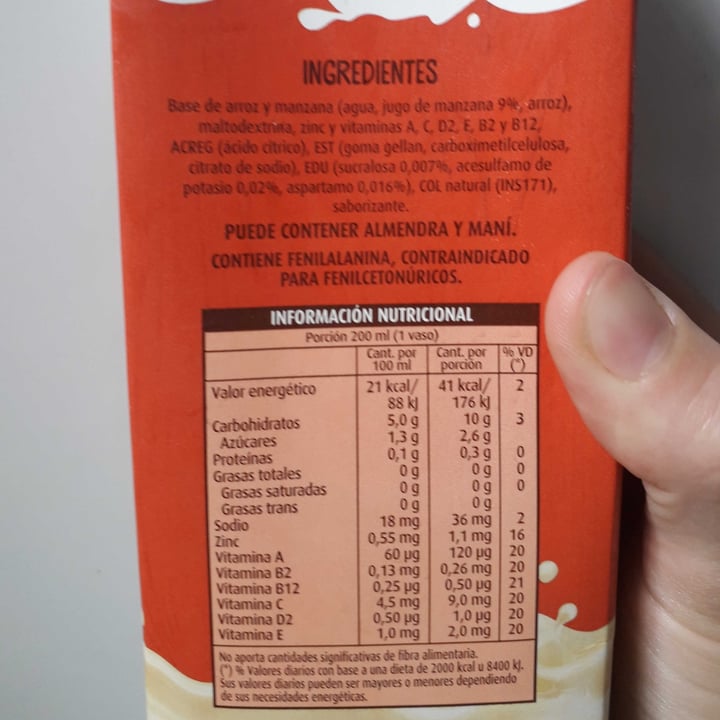 INGREDIENTES
Base de arroz y manzana (agua, jugo de manzana 9%, arroz),
maltodextrina, zinc y vitaminas A, C, D2, E, B2 y B12,
ACREG (ácido cítrico), EST (goma gellan, carboximetilcelulosa,
citrato de sodio), EDU (sucralosa 0,007%, acesulfamo de
potasio 0,02%, aspartamo 0,016%), COL natural (INS171),
saborizante.
PUEDE CONTENER ALMENDRA Y MANÍ.
CONTIENE FENILALANINA, CONTRAINDICADO
PARA FENILCETONÚRICOS.
INFORMACIÓN NUTRICIONAL
Porción 200 ml (1 vaso)
Cant. por 100 ml Cant. por porción % VD (*)
Valor energético 21 kcal/ 88 kJ 41 kcal/ 176 kJ 2
Carbohidratos 5,0 g 10 g 3
Azúcares 1,3 g 2,6 g
Proteínas 0,1 g 0,3 g 0
Grasas totales 0 g 0 g 0
Grasas saturadas 0 g 0 g 0
Grasas trans 0 g 0 g
Sodio 18 mg 36 mg 2
Zinc 0,55 mg 1,1 mg 16
Vitamina A 60 µg 120 µg 20
Vitamina B2 0,13 mg 0,26 mg 20
Vitamina B12 0,25 µg 0,50 µg 21
Vitamina C 4,5 mg 9,0 mg 20
Vitamina D2 0,50 µg 1,0 µg 20
Vitamina E 1,0 mg 2,0 mg 20
No aporta cantidades significativas de fibra alimentaria.
(*) % Valores diarios con base a una dieta de 2000 kcal u 8400 kJ.
Sus valores diarios pueden ser mayores o menores dependiendo
de sus necesidades energéticas.